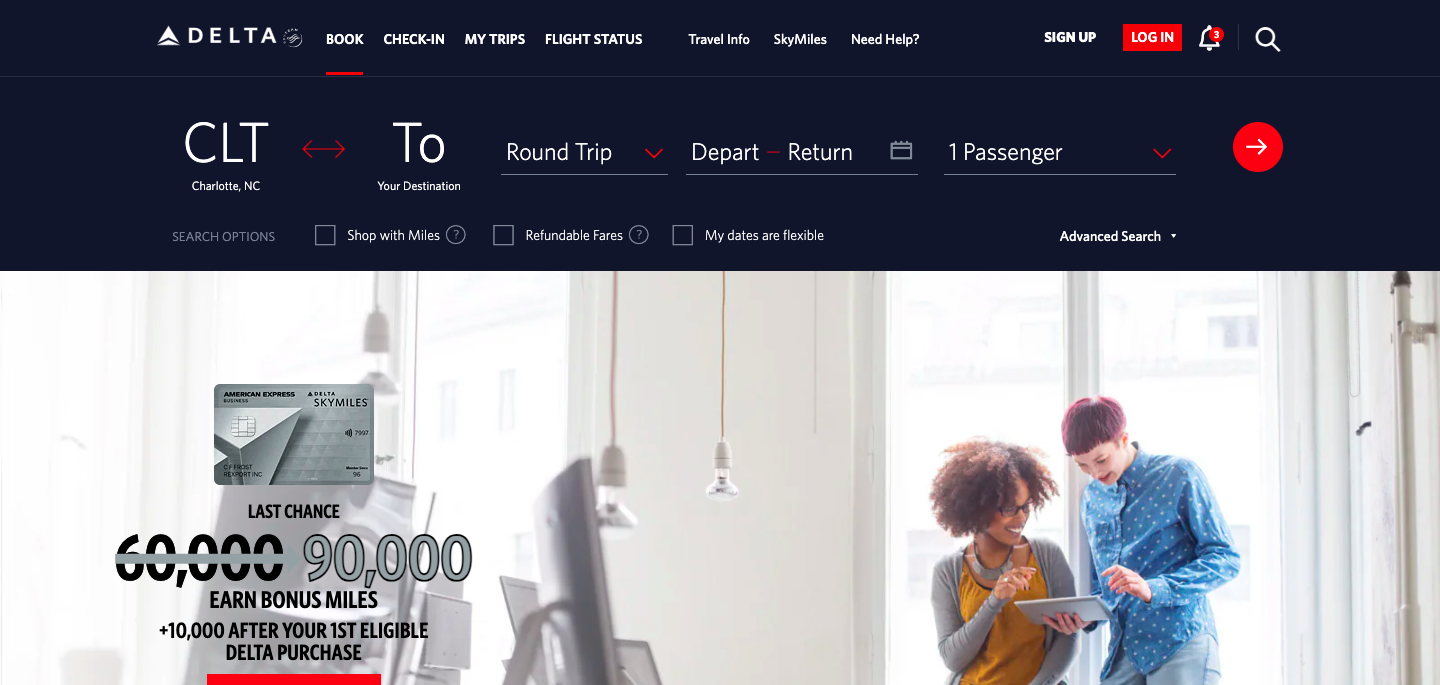 DELTA
BOOK
CHECK-IN
MY TRIPS
FLIGHT STATUS
Travel Info
SkyMiles
Need Help?
SIGN UP
LOG IN
3
CLT
Charlotte, NC
To
Your Destination
Round Trip
Depart – Return
1 Passenger
SEARCH OPTIONS
Shop with Miles ?
Refundable Fares ?
My dates are flexible
Advanced Search
AMERICAN EXPRESS
BUSINESS
DELTA
SKYMILES
7997
C F FROST
REXPORT INC
Member Since
96
LAST CHANCE
60,000 90,000
EARN BONUS MILES
+10,000 AFTER YOUR 1ST ELIGIBLE
DELTA PURCHASE